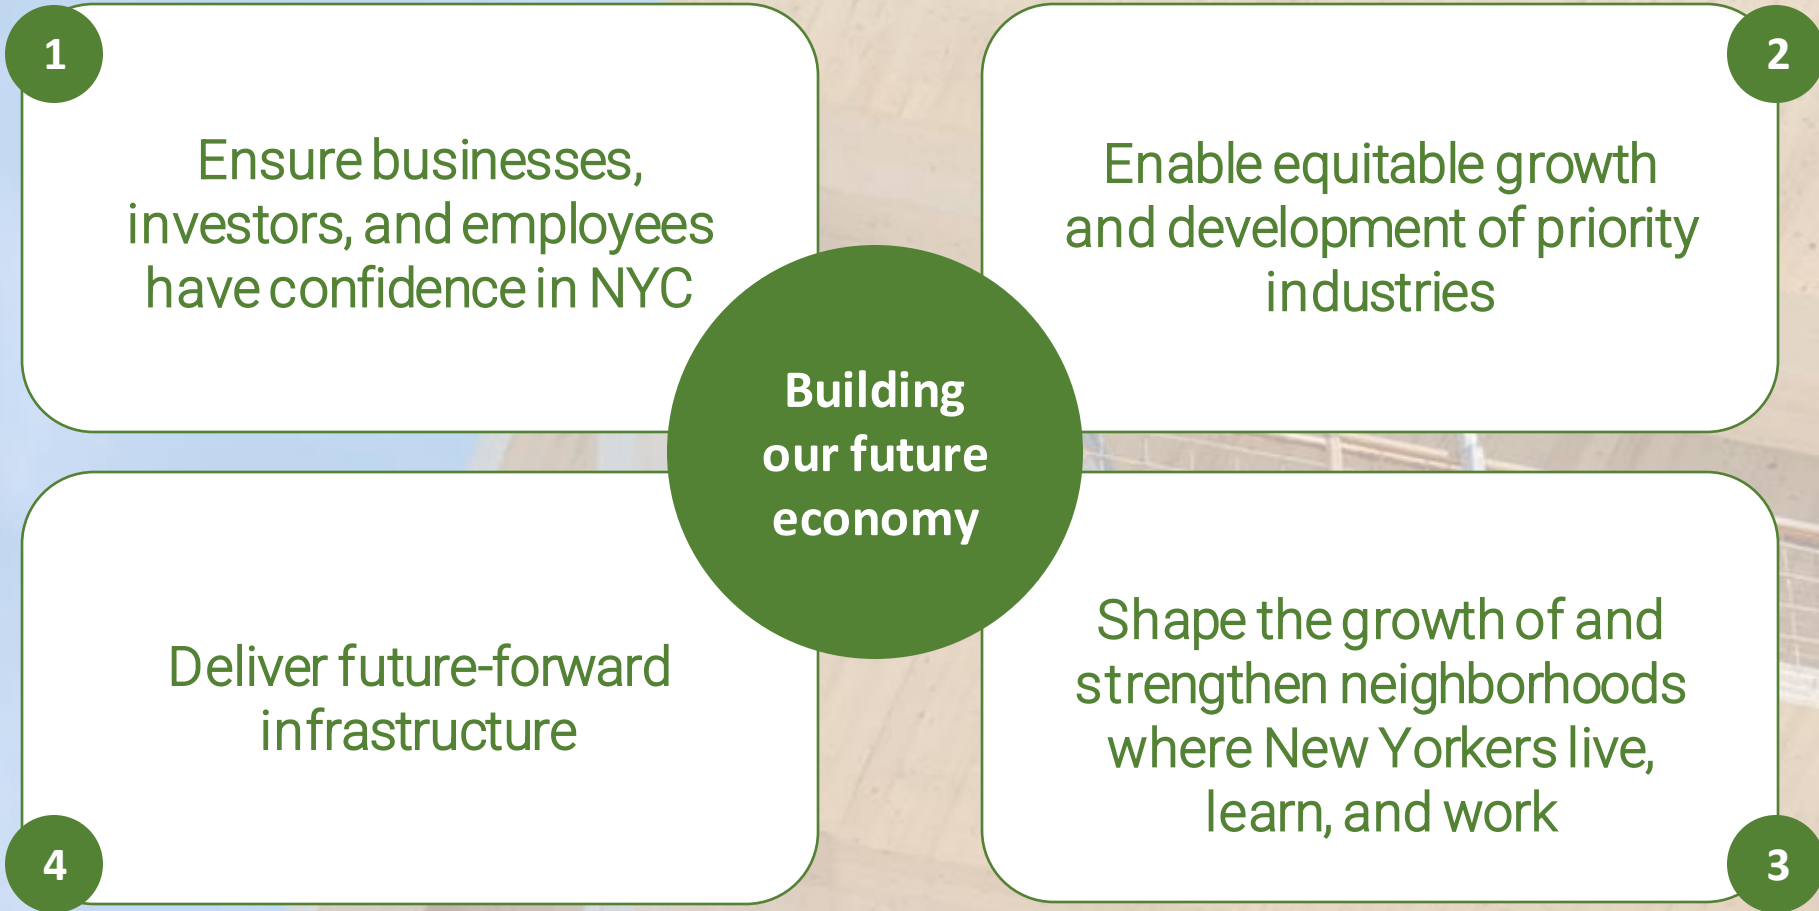 1
Ensure businesses,
investors, and employees
have confidence in NYC
2
Enable equitable growth
and development of priority
industries
Building
our future
economy
3
Shape the growth of and
strengthen neighborhoods
where New Yorkers live,
learn, and work
4
Deliver future-forward
infrastructure